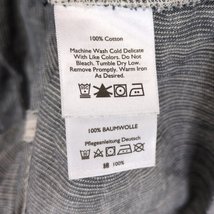 100% Cotton
Machine Wash Cold Delicate
With Like Colors. Do Not
Bleach. Tumble Dry Low.
Remove Promptly. Warm Iron
As Desired.
100% BAUMWOLLE
Pflegeanleitung Deutsch
100%